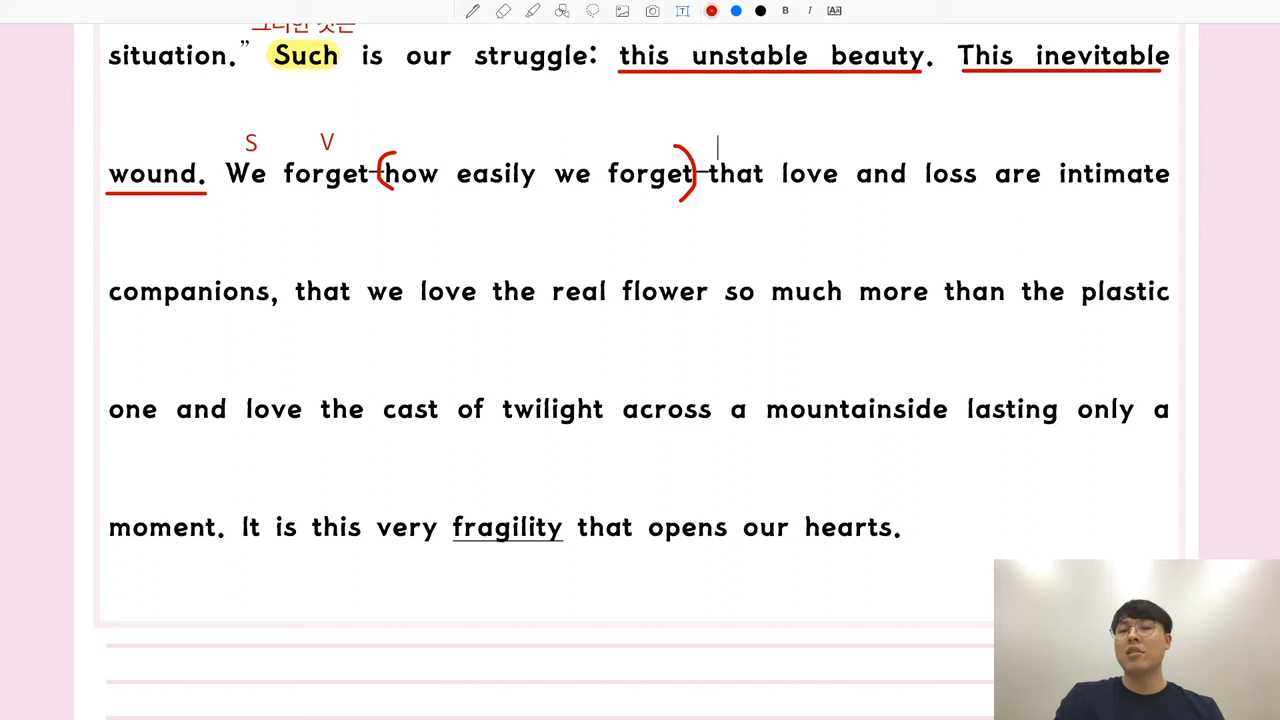 situation.” Such is our struggle: this unstable beauty. This inevitable
S V
wound. We forget—how easily we forget—that love and loss are intimate
companions, that we love the real flower so much more than the plastic
one and love the cast of twilight across a mountainside lasting only a
moment. It is this very fragility that opens our hearts.